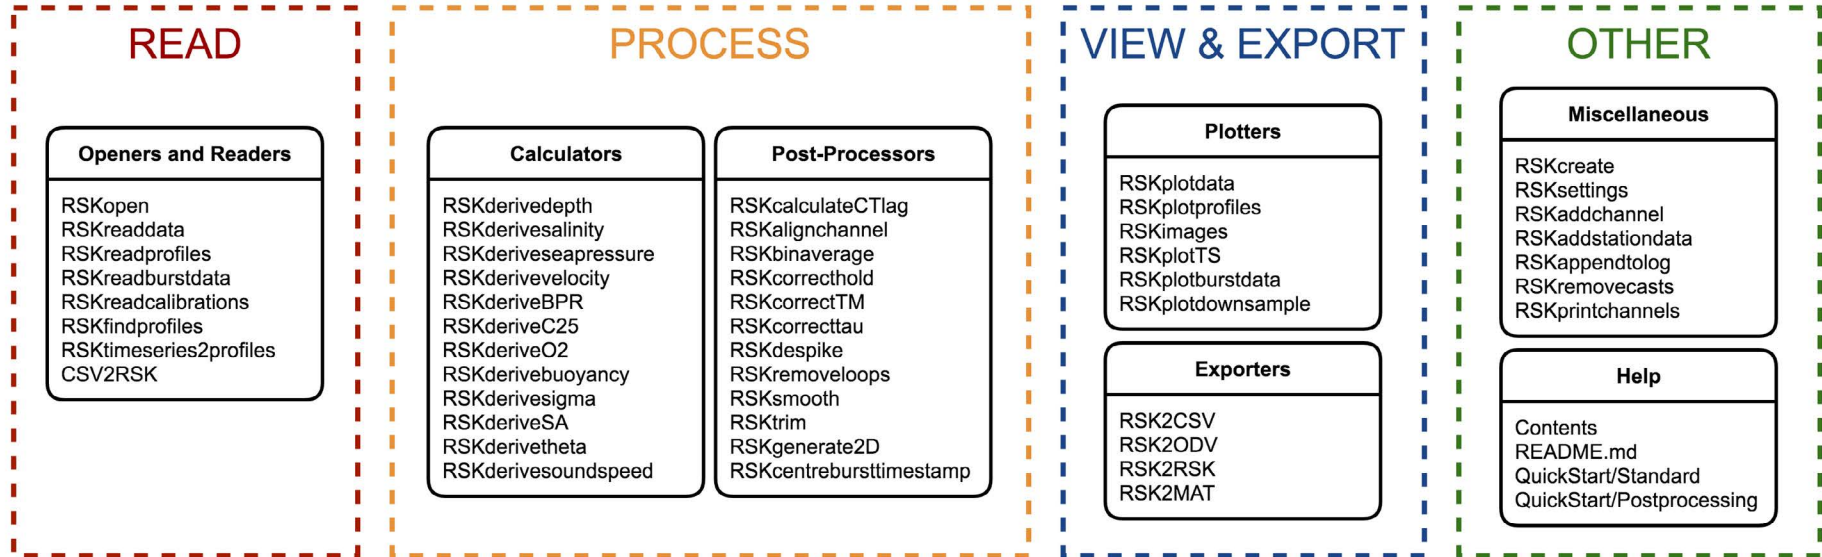 READ
Openers and Readers
RSKopen
RSKreaddata
RSKreadprofiles
RSKreadburstdata
RSKreadcalibrations
RSKfindprofiles
RSKtimeseries2profiles
CSV2RSK
PROCESS
Calculators
RSKderivedepth
RSKderivesalinity
RSKderiveseapressure
RSKderivevelocity
RSKderiveBPR
RSKderiveC25
RSKderiveO2
RSKderivebuoyancy
RSKderivesigma
RSKderiveSA
RSKderivetheta
RSKderivesoundspeed
Post-Processors
RSKcalculateCTlag
RSKalignchannel
RSKbinaverage
RSKcorrecthold
RSKcorrectTM
RSKcorrecttau
RSKdespike
RSKremoveloops
RSKsmooth
RSKtrim
RSKgenerate2D
RSKcentrebursttimestamp
VIEW & EXPORT
Plotters
RSKplotdata
RSKplotprofiles
RSKimages
RSKplotTS
RSKplotburstdata
RSKplotdownsample
Exporters
RSK2CSV
RSK2ODV
RSK2RSK
RSK2MAT
OTHER
Miscellaneous
RSKcreate
RSKsettings
RSKaddchannel
RSKaddstationdata
RSKappendtolog
RSKremovecasts
RSKprintchannels
Help
Contents
README.md
QuickStart/Standard
QuickStart/Postprocessing